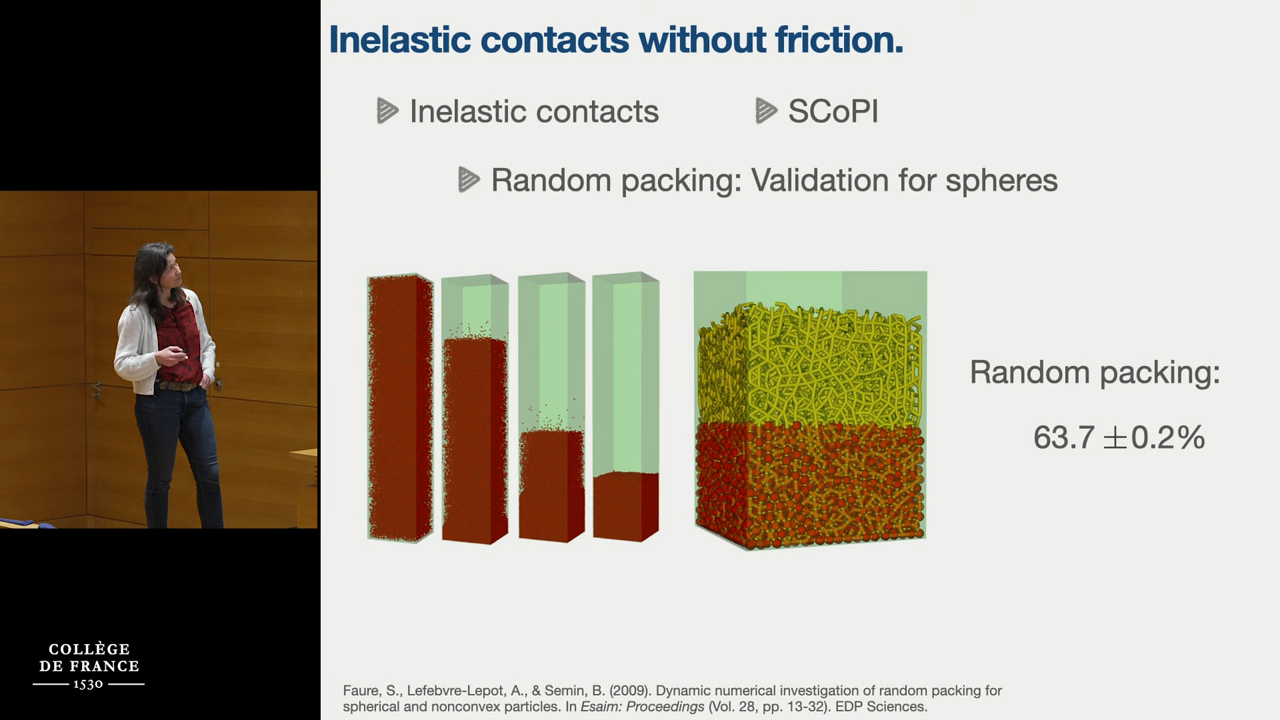 Inelastic contacts without friction.
Inelastic contacts
SCoPI
Random packing: Validation for spheres
Random packing:
63.7 ±0.2%
COLLÈGE
DE FRANCE
1530
Faure, S., Lefebvre-Lepot, A., & Semin, B. (2009). Dynamic numerical investigation of random packing for
spherical and nonconvex particles. In Esaim: Proceedings (Vol. 28, pp. 13-32). EDP Sciences.